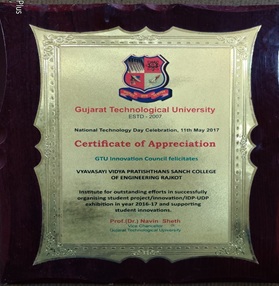 Plus
Gujarat Technological University
ESTD - 2007
National Technology Day Celebration, 11th May 2017
Certificate of Appreciation
GTU Innovation Council felicitates
VYAVASAYI VIDYA PRATISHTHANS SANCH COLLEGE
OF ENGINEERING RAJKOT
Institute for outstanding efforts in successfully
organising student project/innovation/IDP-UDP
exhibition in year 2016-17 and supporting
student innovations.
Prof.(Dr.) Navin Sheth
Vice Chancellor
Gujarat Technological University